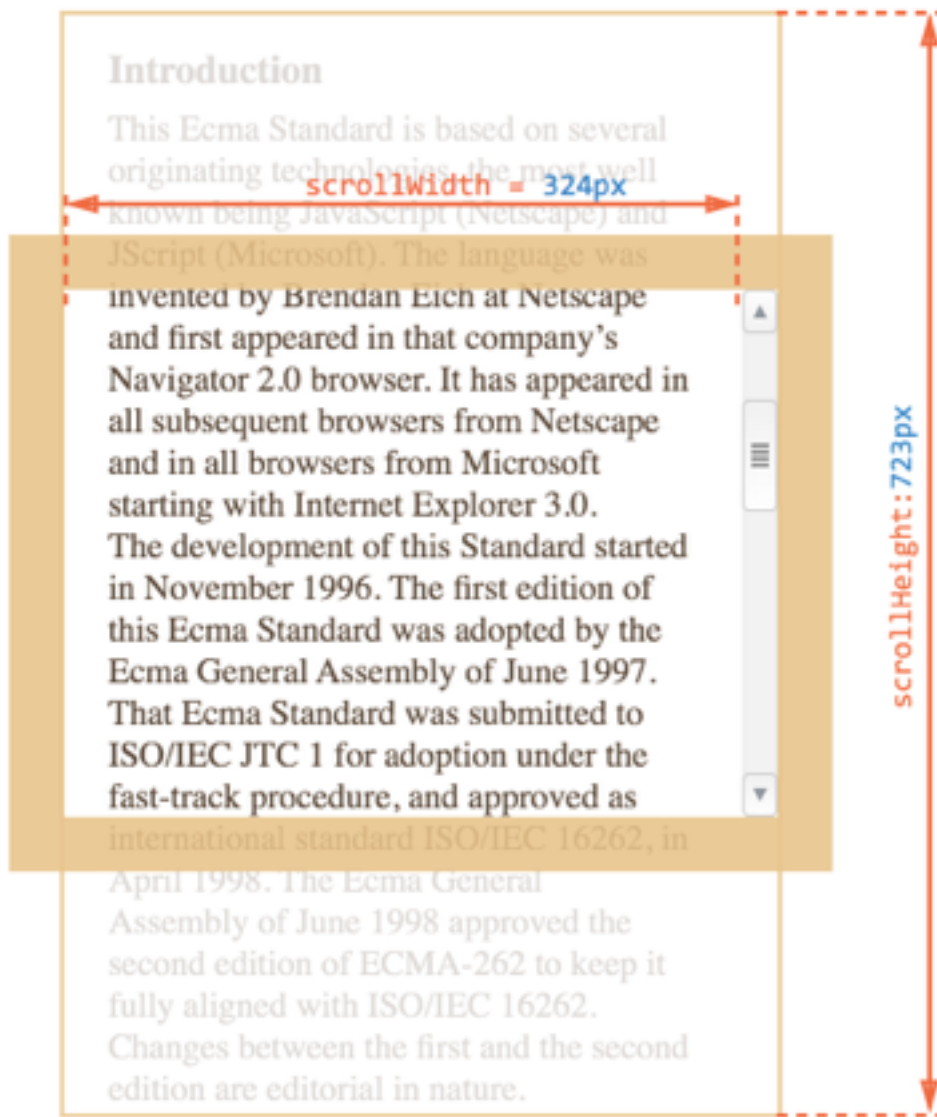 Introduction
This Ecma Standard is based on several
originating technologies, the most well
scrollWidth = 324px
known being JavaScript (Netscape) and
JScript (Microsoft). The language was
invented by Brendan Eich at Netscape
and first appeared in that company’s
Navigator 2.0 browser. It has appeared in
all subsequent browsers from Netscape
and in all browsers from Microsoft
starting with Internet Explorer 3.0.
The development of this Standard started
in November 1996. The first edition of
this Ecma Standard was adopted by the
Ecma General Assembly of June 1997.
That Ecma Standard was submitted to
ISO/IEC JTC 1 for adoption under the
fast-track procedure, and approved as
international standard ISO/IEC 16262, in
April 1998. The Ecma General
Assembly of June 1998 approved the
second edition of ECMA-262 to keep it
fully aligned with ISO/IEC 16262.
Changes between the first and the second
edition are editorial in nature.
scrollHeight:723px